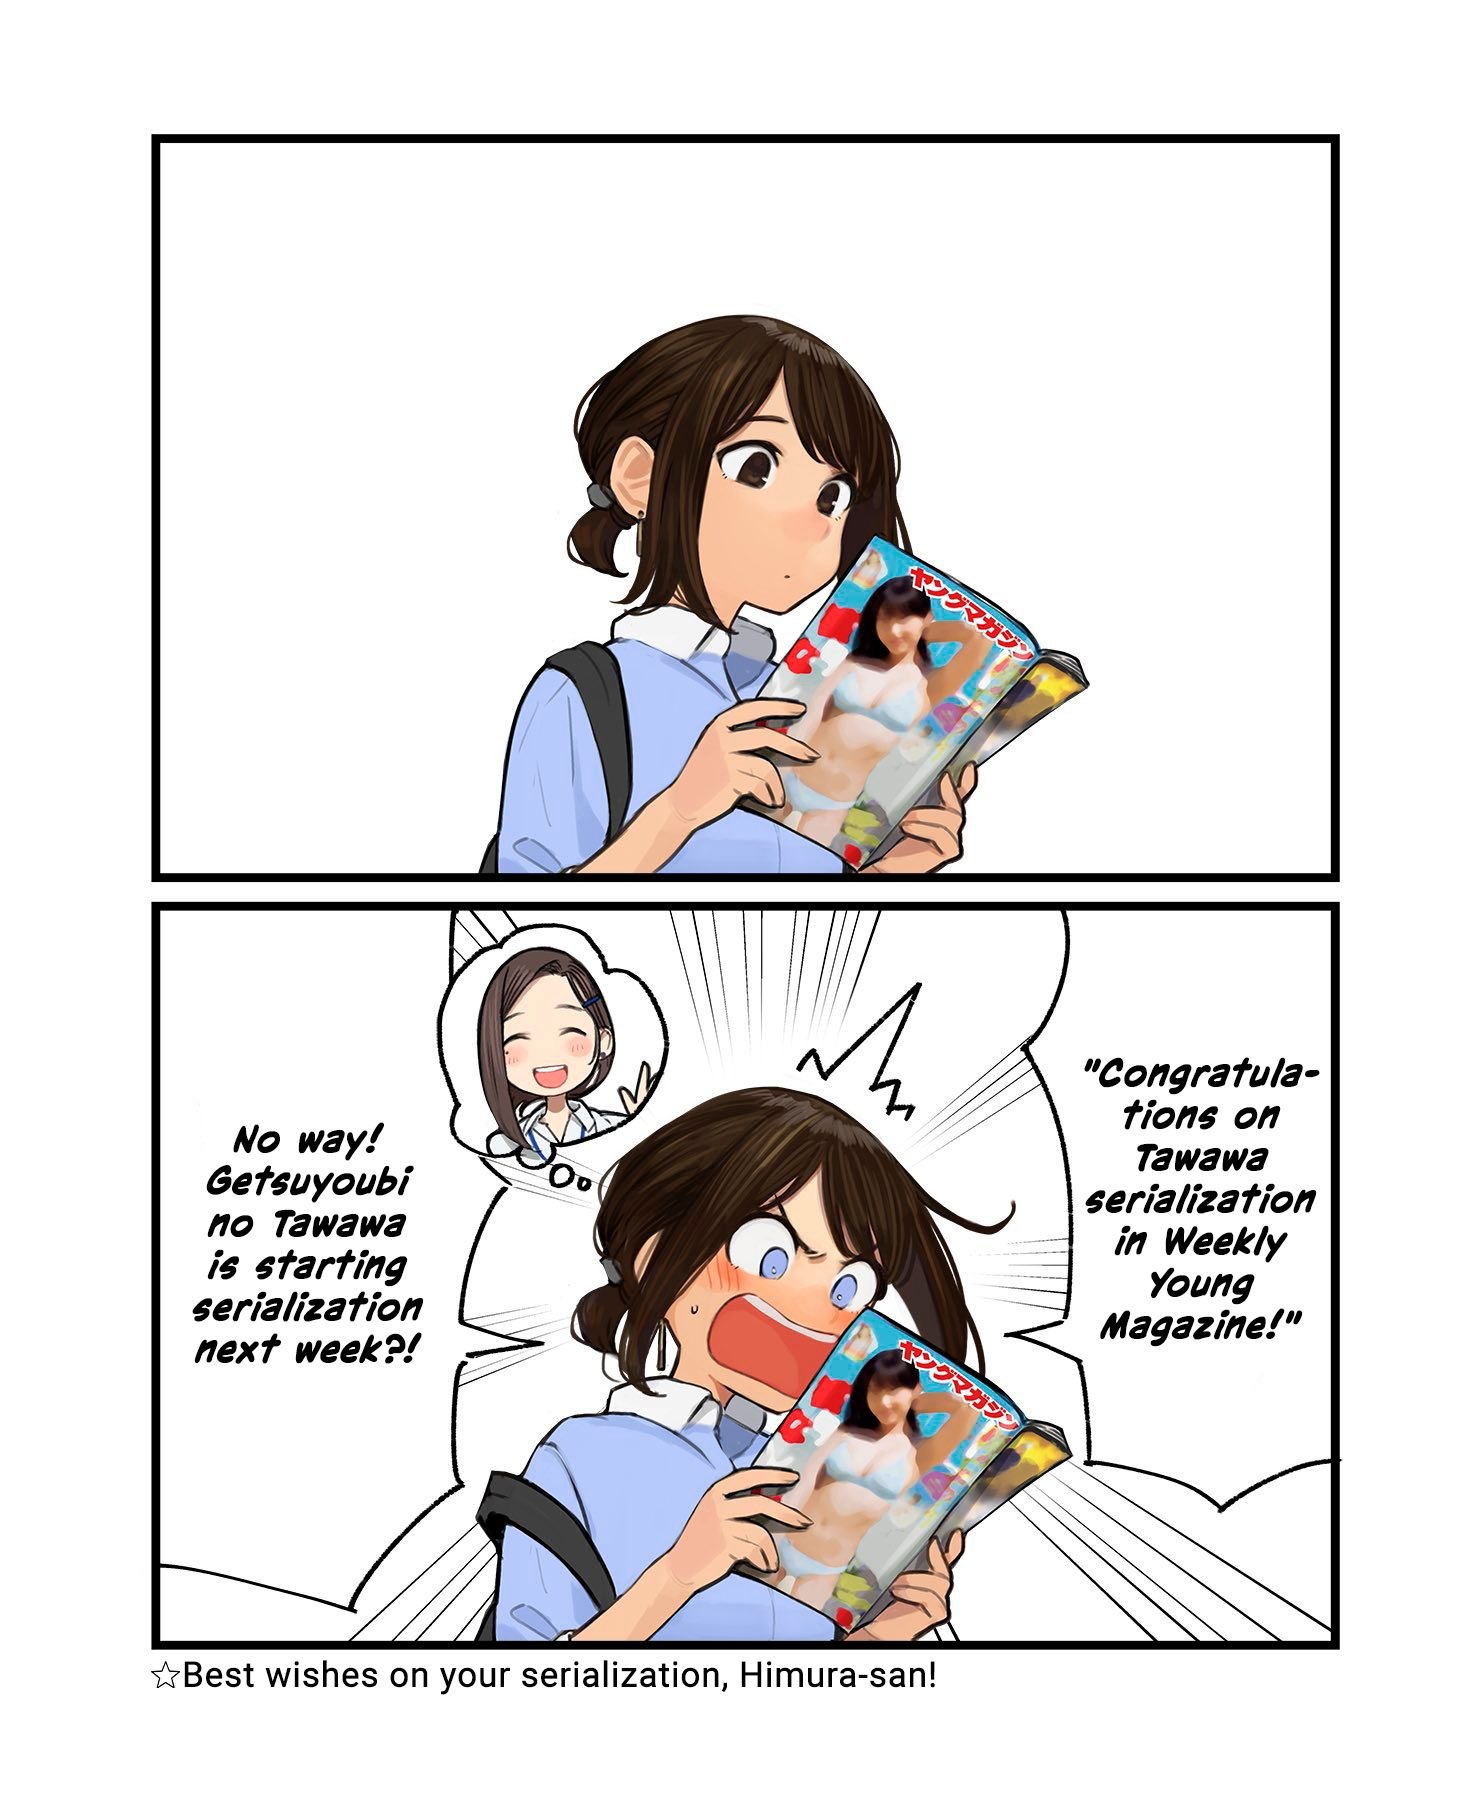 ヤングマガジン
"Congratula-
tions on
Tawawa
serialization
in Weekly
Young
Magazine!"
No way!
Getsuyoubi
no Tawawa
is starting
serialization
next week?!
ヤングマガジン
☆Best wishes on your serialization, Himura-san!